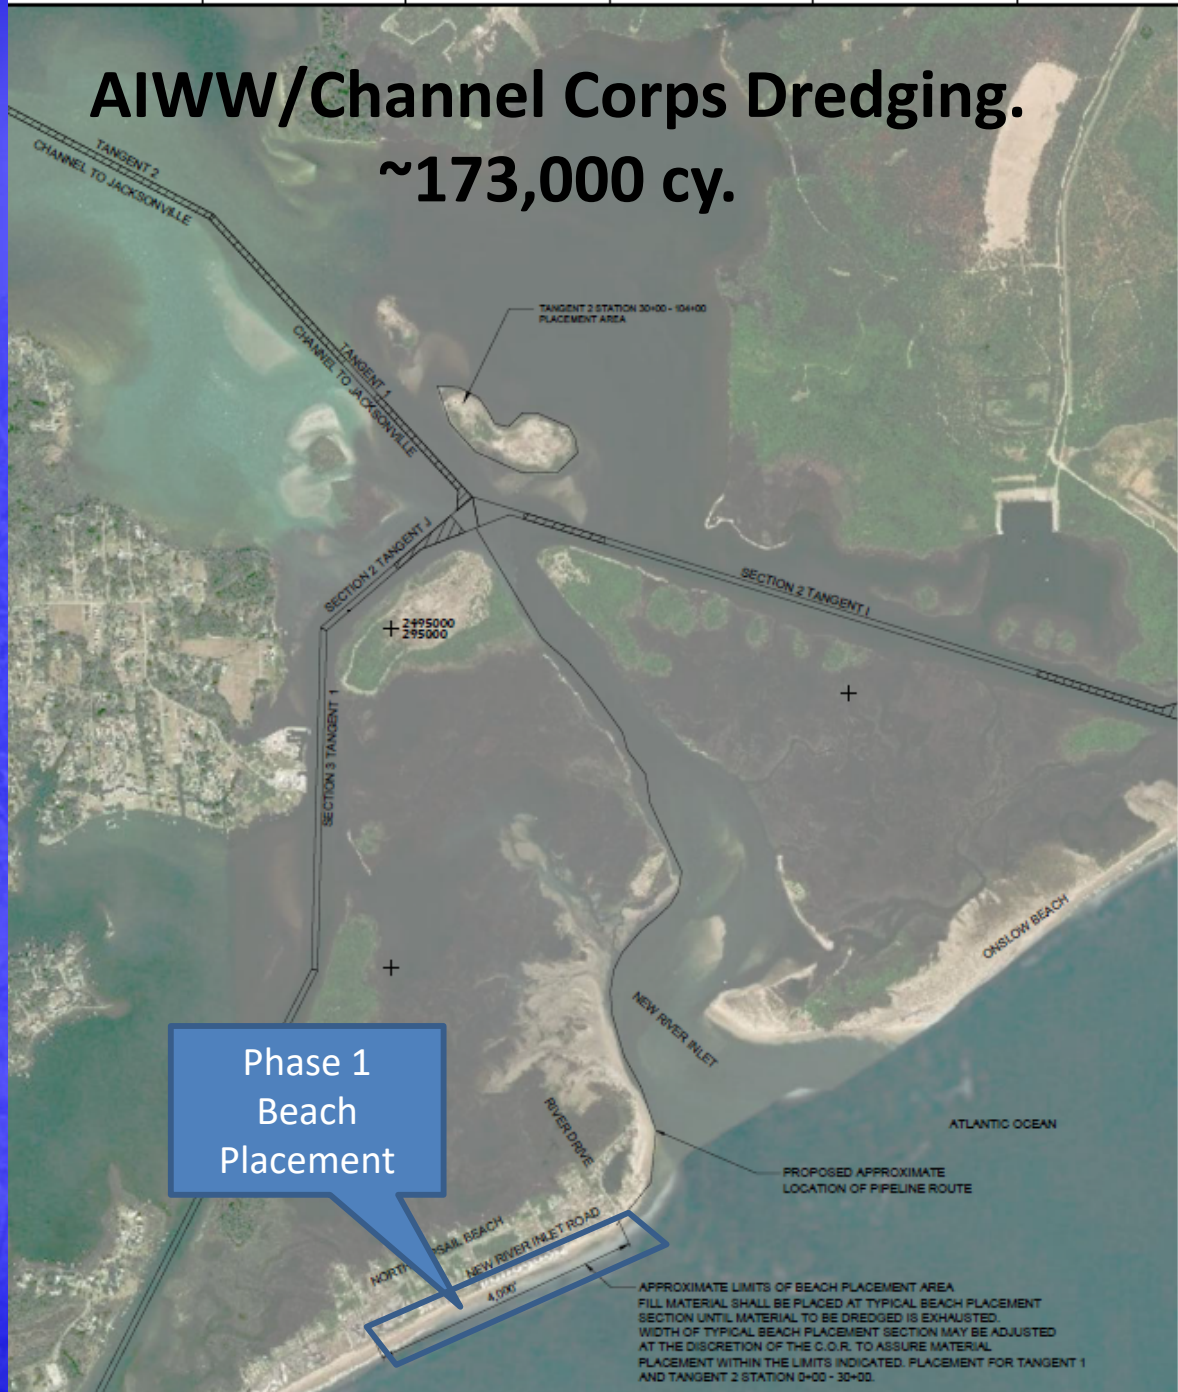 AIWW/Channel Corps Dredging.
~173,000 cy.
TANGENT 2
CHANNEL TO JACKSONVILLE
TANGENT 2 STATION 30+00 - 104+00
PLACEMENT AREA
TANGENT 1
CHANNEL TO JACKSONVILLE
SECTION 2 TANGENT J
SECTION 2 TANGENT I
2495000
295000
SECTION 3 TANGENT 1
ONSLOW BEACH
NEW RIVER INLET
Phase 1
Beach
Placement
RIVER DRIVE
ATLANTIC OCEAN
PROPOSED APPROXIMATE
LOCATION OF PIPELINE ROUTE
NORTH PSAIL BEACH
NEW RIVER INLET ROAD
4,000'
APPROXIMATE LIMITS OF BEACH PLACEMENT AREA
FILL MATERIAL SHALL BE PLACED AT TYPICAL BEACH PLACEMENT
SECTION UNTIL MATERIAL TO BE DREDGED IS EXHAUSTED.
WIDTH OF TYPICAL BEACH PLACEMENT SECTION MAY BE ADJUSTED
AT THE DISCRETION OF THE C.O.R. TO ASSURE MATERIAL
PLACEMENT WITHIN THE LIMITS INDICATED. PLACEMENT FOR TANGENT 1
AND TANGENT 2 STATION 0+00 - 30+00.